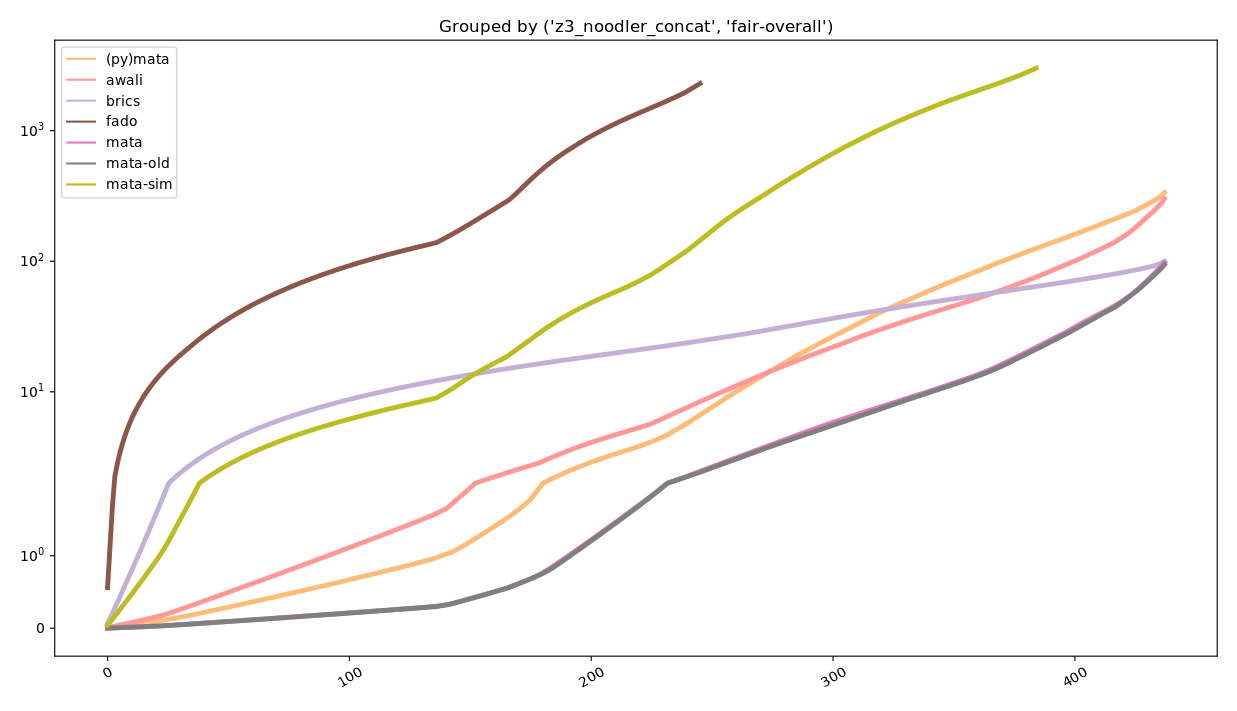 Grouped by ('z3_noodler_concat', 'fair-overall')
(py)mata
awali
brics
fado
mata
mata-old
mata-sim
10³
10²
10¹
10⁰
0
0
100
200
300
400